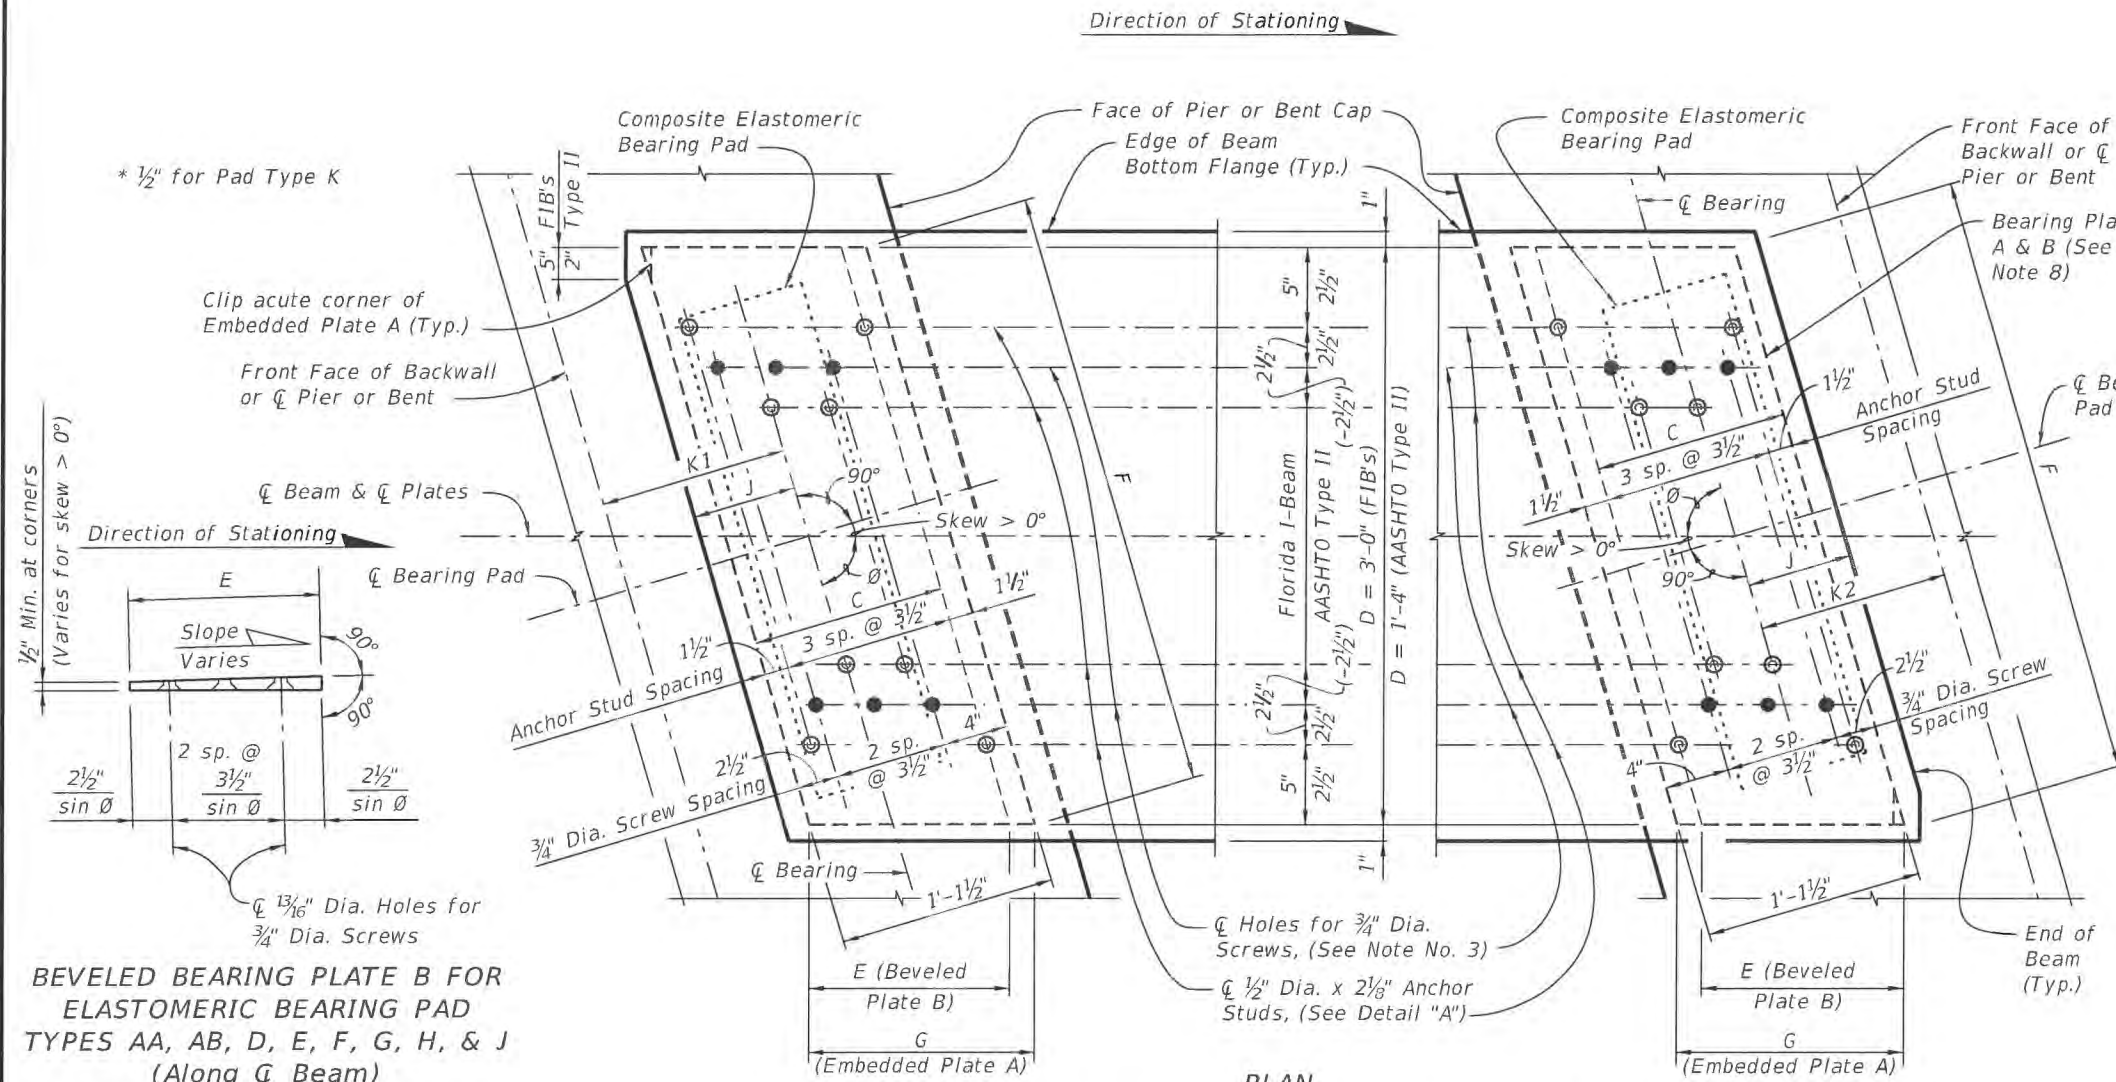 Direction of Stationing
* ½" for Pad Type K
5" FIB's
2" Type II
Composite Elastomeric
Bearing Pad
Face of Pier or Bent Cap
Edge of Beam
Bottom Flange (Typ.)
Composite Elastomeric
Bearing Pad
Front Face of
Backwall or ℄
Pier or Bent
℄ Bearing
Bearing Pla
A & B (See
Note 8)
Clip acute corner of
Embedded Plate A (Typ.)
Front Face of Backwall
or ℄ Pier or Bent
℄ Beam & ℄ Plates
℄ Bearing Pad
½" Min. at corners
(Varies for skew > 0°)
Direction of Stationing
E
Slope
Varies
90°
90°
2 sp. @
3½"
sin Ø
2½"
sin Ø
2½"
sin Ø
℄ 13/16" Dia. Holes for
¾" Dia. Screws
BEVELED BEARING PLATE B FOR
ELASTOMERIC BEARING PAD
TYPES AA, AB, D, E, F, G, H, & J
(Along ℄ Beam)
K1
J
90°
Skew > 0°
Ø
C
3 sp. @ 3½"
1½"
1½"
Anchor Stud Spacing
2½"
2 sp.
@ 3½"
4"
¾" Dia. Screw Spacing
℄ Bearing
1'-1½"
E (Beveled
Plate B)
G
(Embedded Plate A)
F
1"
5"
2½"
2½"
2½"
Florida I-Beam
AASHTO Type II
(-2½")
(-2½")
D = 3'-0" (FIB's)
D = 1'-4" (AASHTO Type II)
2½"
2½"
5"
2½"
1"
℄ Holes for ¾" Dia.
Screws, (See Note No. 3)
℄ ½" Dia. x 2⅛" Anchor
Studs, (See Detail "A")
PLAN
1½"
Anchor Stud
Spacing
C
3 sp. @ 3½"
1½"
Ø
Skew > 0°
90°
J
K2
℄ Be
Pad
F
2½"
¾" Dia. Screw
Spacing
4"
2 sp.
@ 3½"
1'-1½"
End of
Beam
(Typ.)
E (Beveled
Plate B)
G
(Embedded Plate A)